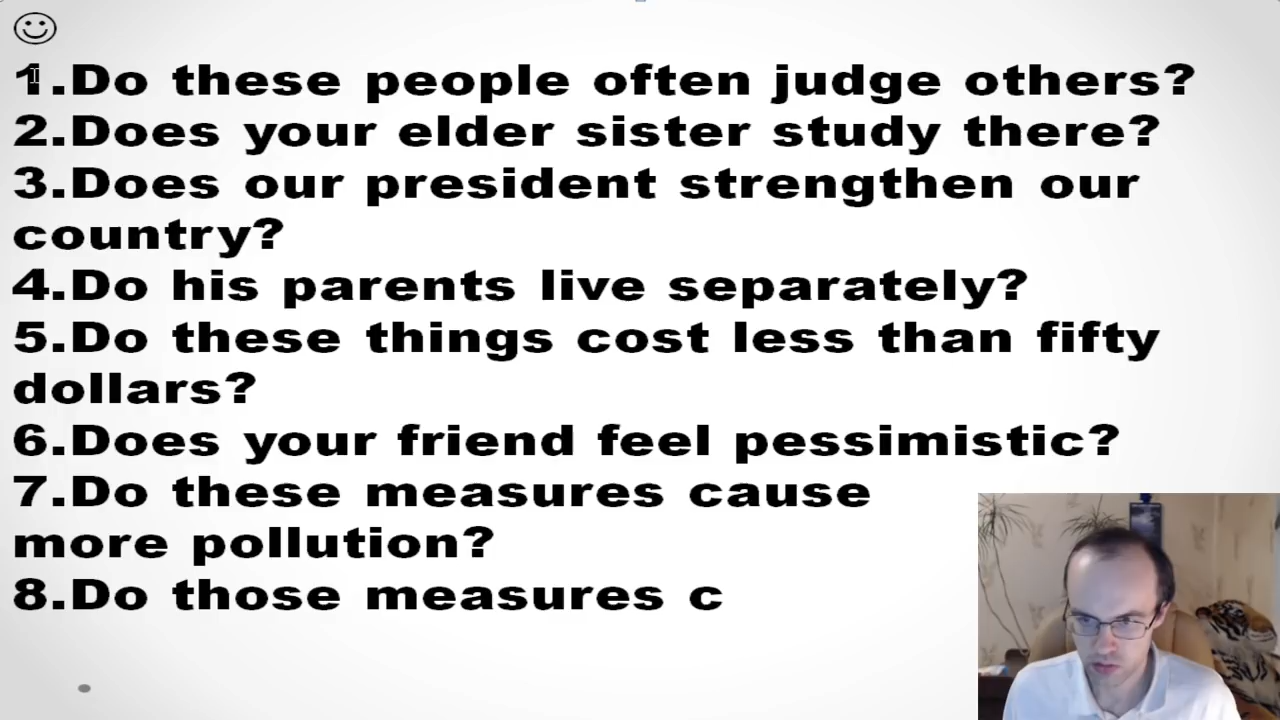 1.Do these people often judge others?
2.Does your elder sister study there?
3.Does our president strengthen our
country?
4.Do his parents live separately?
5.Do these things cost less than fifty
dollars?
6.Does your friend feel pessimistic?
7.Do these measures cause
more pollution?
8.Do those measures c